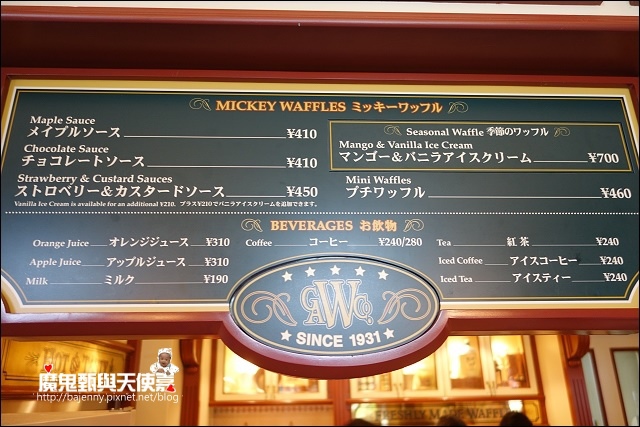 MICKEY WAFFLES ミッキーワッフル
Maple Sauce
メイプルソース ¥410
Chocolate Sauce
チョコレートソース ¥410
Strawberry & Custard Sauces
ストロベリー&カスタードソース ¥450
Vanilla Ice Cream is available for an additional ¥210. プラス¥210でバニラアイスクリームを追加できます。
Seasonal Waffle 季節のワッフル
Mango & Vanilla Ice Cream
マンゴー&バニラアイスクリーム ¥700
Mini Waffles
プチワッフル ¥460
BEVERAGES お飲物
Orange Juice オレンジジュース ¥310
Apple Juice アップルジュース ¥310
Milk ミルク ¥190
Coffee コーヒー ¥240/280
Tea 紅茶 ¥240
Iced Coffee アイスコーヒー ¥240
Iced Tea アイスティー ¥240
GAWCo
SINCE 1931
FRESHLY MADE WAFFLES
魔鬼甄與天使嘉
http://bajenny.pixnet.net/blog